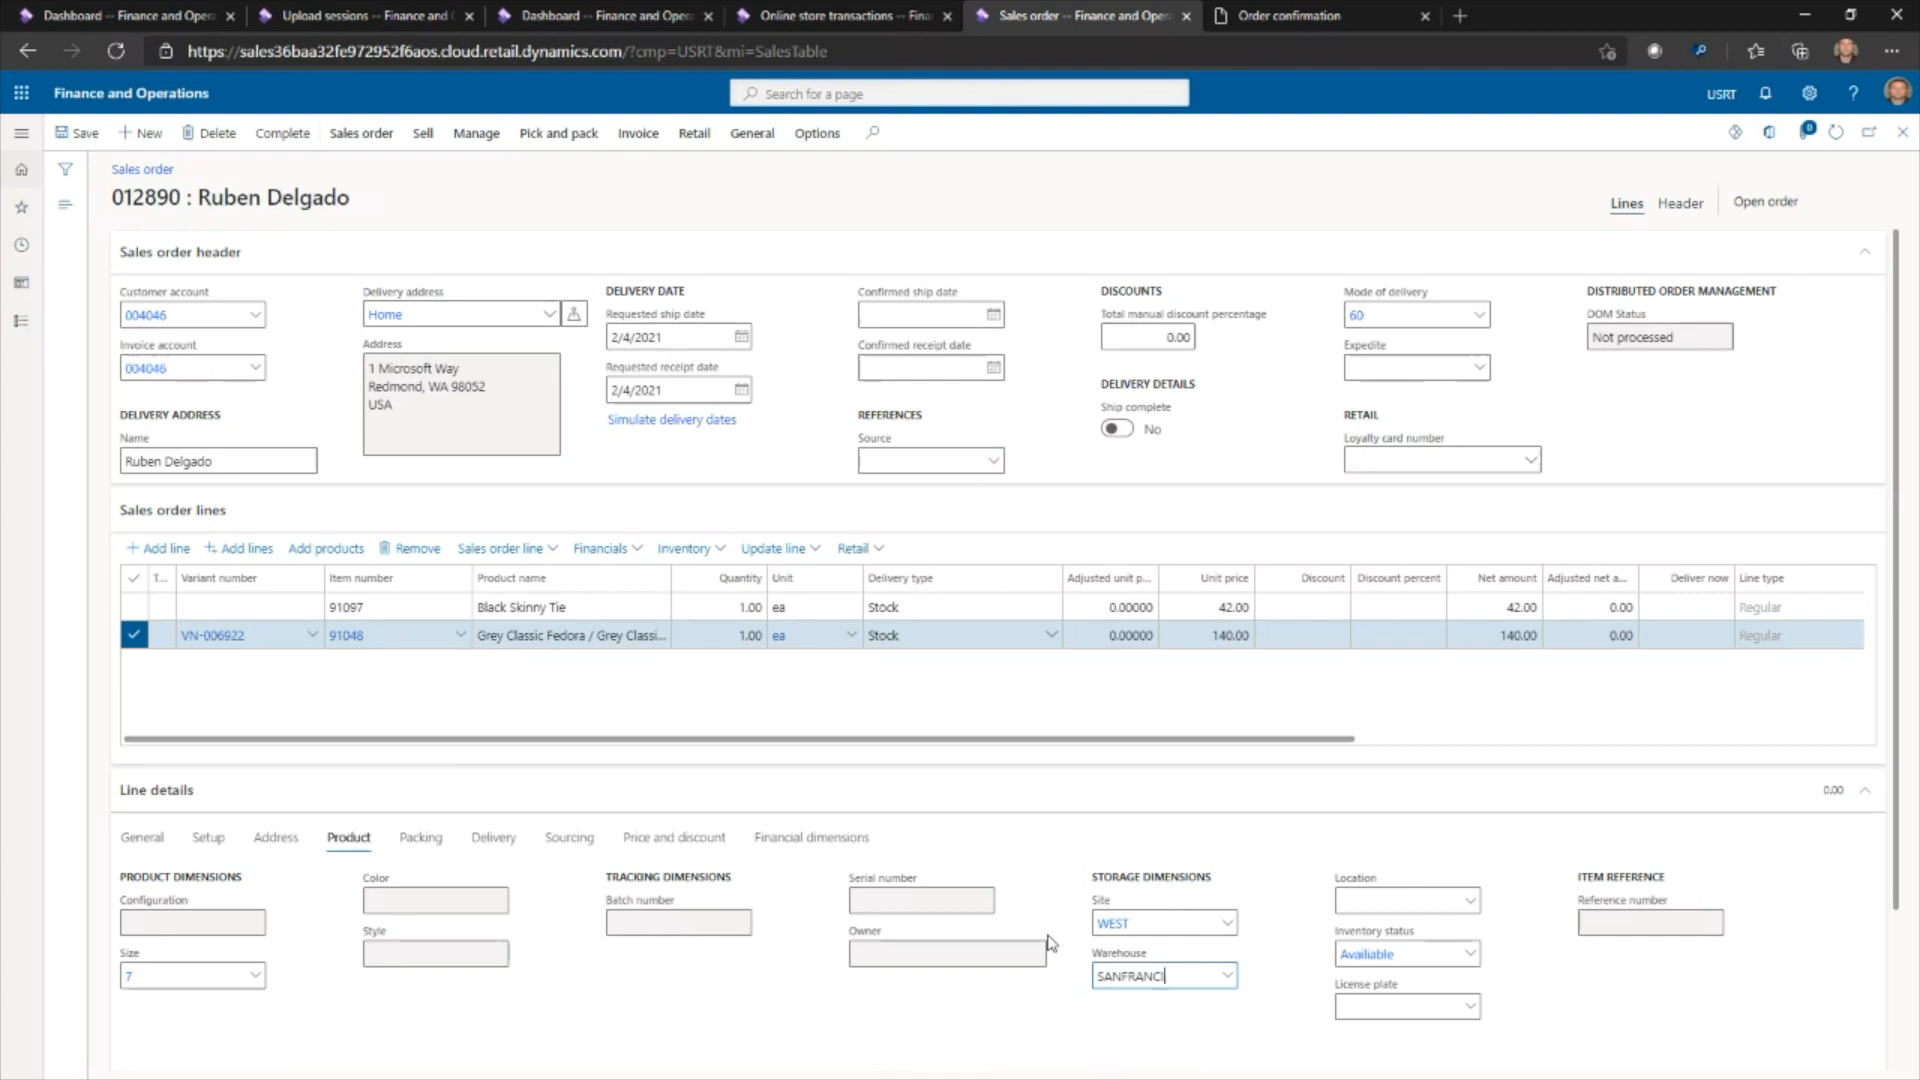 Dashboard -- Finance and Opera
Upload sessions -- Finance and O
Dashboard -- Finance and Opera
Online store transactions -- Fina
Sales order -- Finance and Opera
Order confirmation
https://sales36baa32fe972952f6aos.cloud.retail.dynamics.com/?cmp=USRT&mi=SalesTable
Finance and Operations
Search for a page
USRT
Save
New
Delete
Complete
Sales order
Sell
Manage
Pick and pack
Invoice
Retail
General
Options
0
Sales order
012890 : Ruben Delgado
Lines
Header
Open order
Sales order header
Customer account
004046
Invoice account
004046
DELIVERY ADDRESS
Name
Ruben Delgado
Delivery address
Home
Address
1 Microsoft Way
Redmond, WA 98052
USA
DELIVERY DATE
Requested ship date
2/4/2021
Requested receipt date
2/4/2021
Simulate delivery dates
Confirmed ship date
Confirmed receipt date
REFERENCES
Source
DISCOUNTS
Total manual discount percentage
0.00
DELIVERY DETAILS
Ship complete
No
Mode of delivery
60
Expedite
RETAIL
Loyalty card number
DISTRIBUTED ORDER MANAGEMENT
DOM Status
Not processed
Sales order lines
Add line
Add lines
Add products
Remove
Sales order line
Financials
Inventory
Update line
Retail
T... Variant number Item number Product name Quantity Unit Delivery type Adjusted unit p... Unit price Discount Discount percent Net amount Adjusted net a... Deliver now Line type
91097 Black Skinny Tie 1.00 ea Stock 0.00000 42.00 42.00 0.00 Regular
VN-006922 91048 Grey Classic Fedora / Grey Classi... 1.00 ea Stock 0.00000 140.00 140.00 0.00 Regular
Line details
0.00
General
Setup
Address
Product
Packing
Delivery
Sourcing
Price and discount
Financial dimensions
PRODUCT DIMENSIONS
Configuration
Size
7
Color
Style
TRACKING DIMENSIONS
Batch number
Serial number
Owner
STORAGE DIMENSIONS
Site
WEST
Warehouse
SANFRANCI
Location
Inventory status
Availiable
License plate
ITEM REFERENCE
Reference number